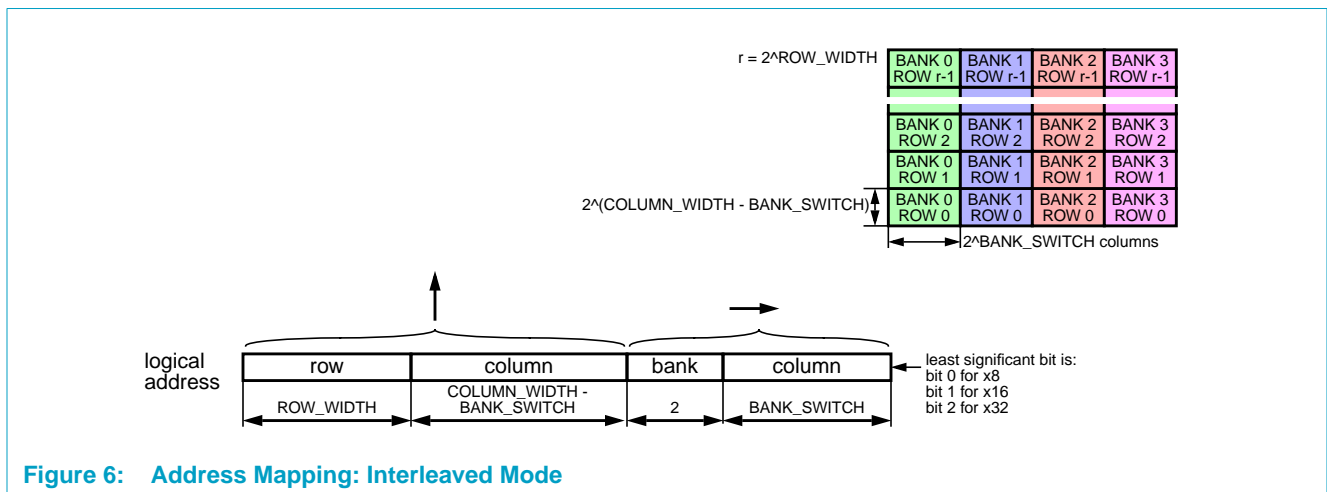 r = 2^ROW_WIDTH
BANK 0 BANK 1 BANK 2 BANK 3
ROW r-1 ROW r-1 ROW r-1 ROW r-1
BANK 0 BANK 1 BANK 2 BANK 3
ROW 2 ROW 2 ROW 2 ROW 2
BANK 0 BANK 1 BANK 2 BANK 3
ROW 1 ROW 1 ROW 1 ROW 1
2^(COLUMN_WIDTH - BANK_SWITCH)
BANK 0 BANK 1 BANK 2 BANK 3
ROW 0 ROW 0 ROW 0 ROW 0
2^BANK_SWITCH columns
logical
address
row column bank column
least significant bit is:
bit 0 for x8
bit 1 for x16
bit 2 for x32
ROW_WIDTH
COLUMN_WIDTH -
BANK_SWITCH
2
BANK_SWITCH
Figure 6: Address Mapping: Interleaved Mode